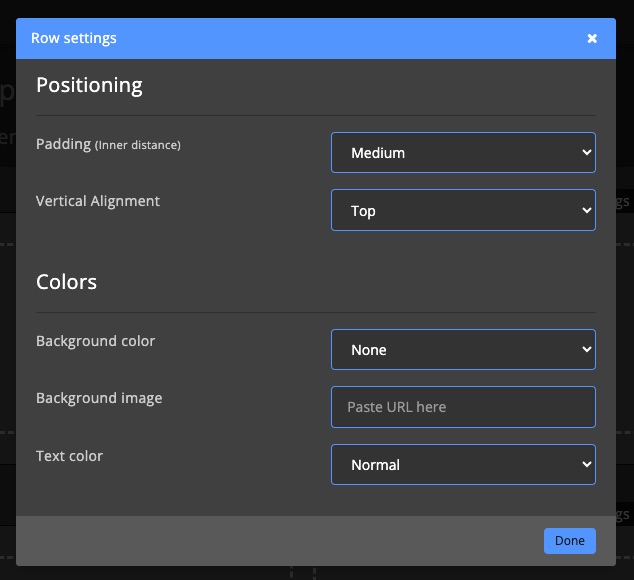 Row settings
Positioning
Padding (Inner distance)
Medium
Vertical Alignment
Top
Colors
Background color
None
Background image
Paste URL here
Text color
Normal
Done